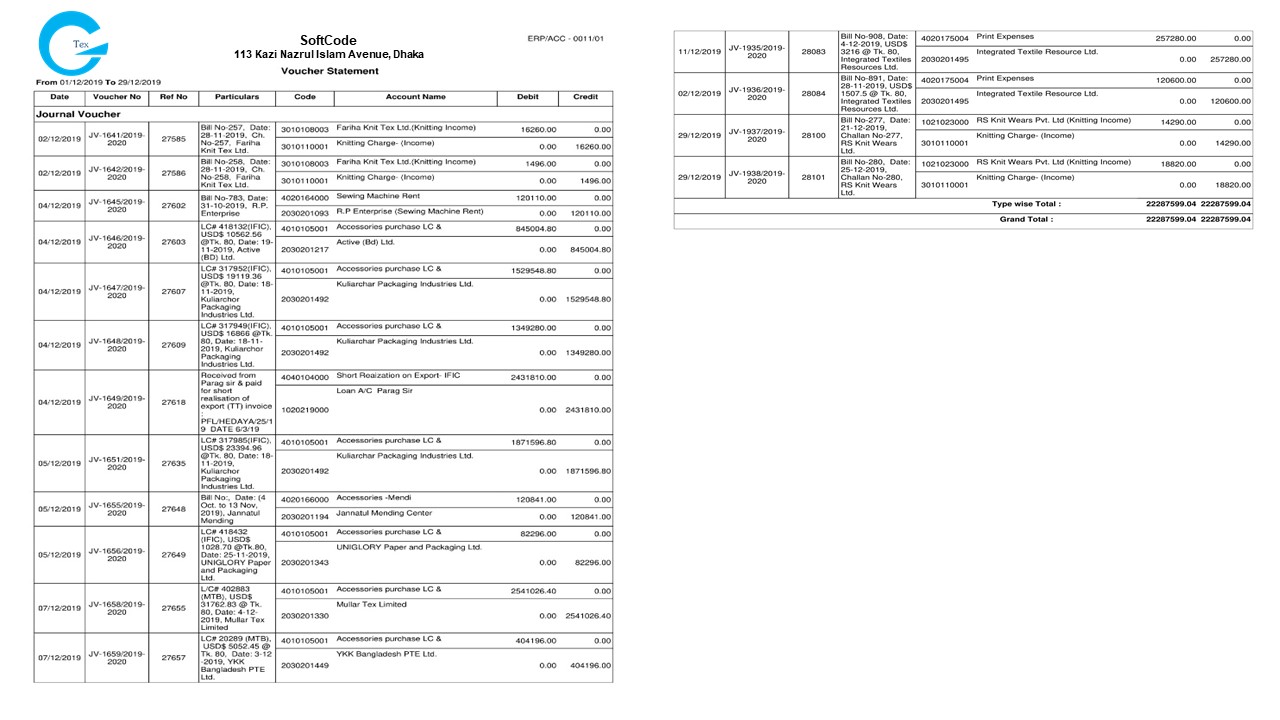 Tex
SoftCode
113 Kazi Nazrul Islam Avenue, Dhaka
Voucher Statement
ERP/ACC - 0011/01
From 01/12/2019 To 29/12/2019
Date Voucher No Ref No Particulars Code Account Name Debit Credit
Journal Voucher
02/12/2019 JV-1641/2019-2020 27585 Bill No-257, Date: 28-11-2019, Ch. No-257, Fariha Knit Tex Ltd. 3010108003 Fariha Knit Tex Ltd.(Knitting Income) 16260.00 0.00
3010110001 Knitting Charge- (Income) 0.00 16260.00
02/12/2019 JV-1642/2019-2020 27586 Bill No-258, Date: 28-11-2019, Ch. No-258, Fariha Knit Tex Ltd. 3010108003 Fariha Knit Tex Ltd.(Knitting Income) 1496.00 0.00
3010110001 Knitting Charge- (Income) 0.00 1496.00
04/12/2019 JV-1645/2019-2020 27602 Bill No-783, Date: 31-10-2019, R.P. Enterprise 4020164000 Sewing Machine Rent 120110.00 0.00
2030201093 R.P Enterprise (Sewing Machine Rent) 0.00 120110.00
04/12/2019 JV-1646/2019-2020 27603 LC# 418132(IFIC), USD$ 10562.56 @Tk. 80, Date: 19-11-2019, Active (BD) Ltd. 4010105001 Accessories purchase LC & 845004.80 0.00
2030201217 Active (Bd) Ltd. 0.00 845004.80
04/12/2019 JV-1647/2019-2020 27607 LC# 317952(IFIC), USD$ 19119.36 @Tk. 80, Date: 18-11-2019, Kuliarchor Packaging Industries Ltd. 4010105001 Accessories purchase LC & 1529548.80 0.00
2030201492 Kuliarchar Packaging Industries Ltd. 0.00 1529548.80
04/12/2019 JV-1648/2019-2020 27609 LC# 317949(IFIC), USD$ 16866 @Tk. 80, Date: 18-11-2019, Kuliarchor Packaging Industries Ltd. 4010105001 Accessories purchase LC & 1349280.00 0.00
2030201492 Kuliarchar Packaging Industries Ltd. 0.00 1349280.00
04/12/2019 JV-1649/2019-2020 27618 Received from Parag sir & paid for short realisation of export (TT) invoice : PFL/HEDAYA/25/19 DATE 6/3/19 4040104000 Short Reaization on Export- IFIC 2431810.00 0.00
1020219000 Loan A/C Parag Sir 0.00 2431810.00
05/12/2019 JV-1651/2019-2020 27635 LC# 317985(IFIC), USD$ 23394.96 @Tk. 80, Date: 18-11-2019, Kuliarchor Packaging Industries Ltd. 4010105001 Accessories purchase LC & 1871596.80 0.00
2030201492 Kuliarchar Packaging Industries Ltd. 0.00 1871596.80
05/12/2019 JV-1655/2019-2020 27648 Bill No:, Date: (4 Oct. to 13 Nov, 2019), Jannatul Mending 4020166000 Accessories -Mendi 120841.00 0.00
2030201194 Jannatul Mending Center 0.00 120841.00
05/12/2019 JV-1656/2019-2020 27649 LC# 418432 (IFIC), USD$ 1028.70 @Tk.80, Date: 25-11-2019, UNIGLORY Paper and Packaging Ltd. 4010105001 Accessories purchase LC & 82296.00 0.00
2030201343 UNIGLORY Paper and Packaging Ltd. 0.00 82296.00
07/12/2019 JV-1658/2019-2020 27655 L/C# 402883 (MTB), USD$ 31762.83 @ Tk. 80, Date: 4-12-2019, Mullar Tex Limited 4010105001 Accessories purchase LC & 2541026.40 0.00
2030201330 Mullar Tex Limited 0.00 2541026.40
07/12/2019 JV-1659/2019-2020 27657 LC# 20289 (MTB), USD$ 5052.45 @ Tk. 80, Date: 3-12-2019, YKK Bangladesh PTE Ltd. 4010105001 Accessories purchase LC & 404196.00 0.00
2030201449 YKK Bangladesh PTE Ltd. 0.00 404196.00
11/12/2019 JV-1935/2019-2020 28083 Bill No-908, Date: 4-12-2019, USD$ 3216 @ Tk. 80, Integrated Textiles Resources Ltd. 4020175004 Print Expenses 257280.00 0.00
2030201495 Integrated Textile Resource Ltd. 0.00 257280.00
02/12/2019 JV-1936/2019-2020 28084 Bill No-891, Date: 28-11-2019, USD$ 1507.5 @ Tk. 80, Integrated Textiles Resources Ltd. 4020175004 Print Expenses 120600.00 0.00
2030201495 Integrated Textile Resource Ltd. 0.00 120600.00
29/12/2019 JV-1937/2019-2020 28100 Bill No-277, Date: 21-12-2019, Challan No-277, RS Knit Wears Ltd. 1021023000 RS Knit Wears Pvt. Ltd (Knitting Income) 14290.00 0.00
3010110001 Knitting Charge- (Income) 0.00 14290.00
29/12/2019 JV-1938/2019-2020 28101 Bill No-280, Date: 25-12-2019, Challan No-280, RS Knit Wears Ltd. 1021023000 RS Knit Wears Pvt. Ltd (Knitting Income) 18820.00 0.00
3010110001 Knitting Charge- (Income) 0.00 18820.00
Type wise Total : 22287599.04 22287599.04
Grand Total : 22287599.04 22287599.04